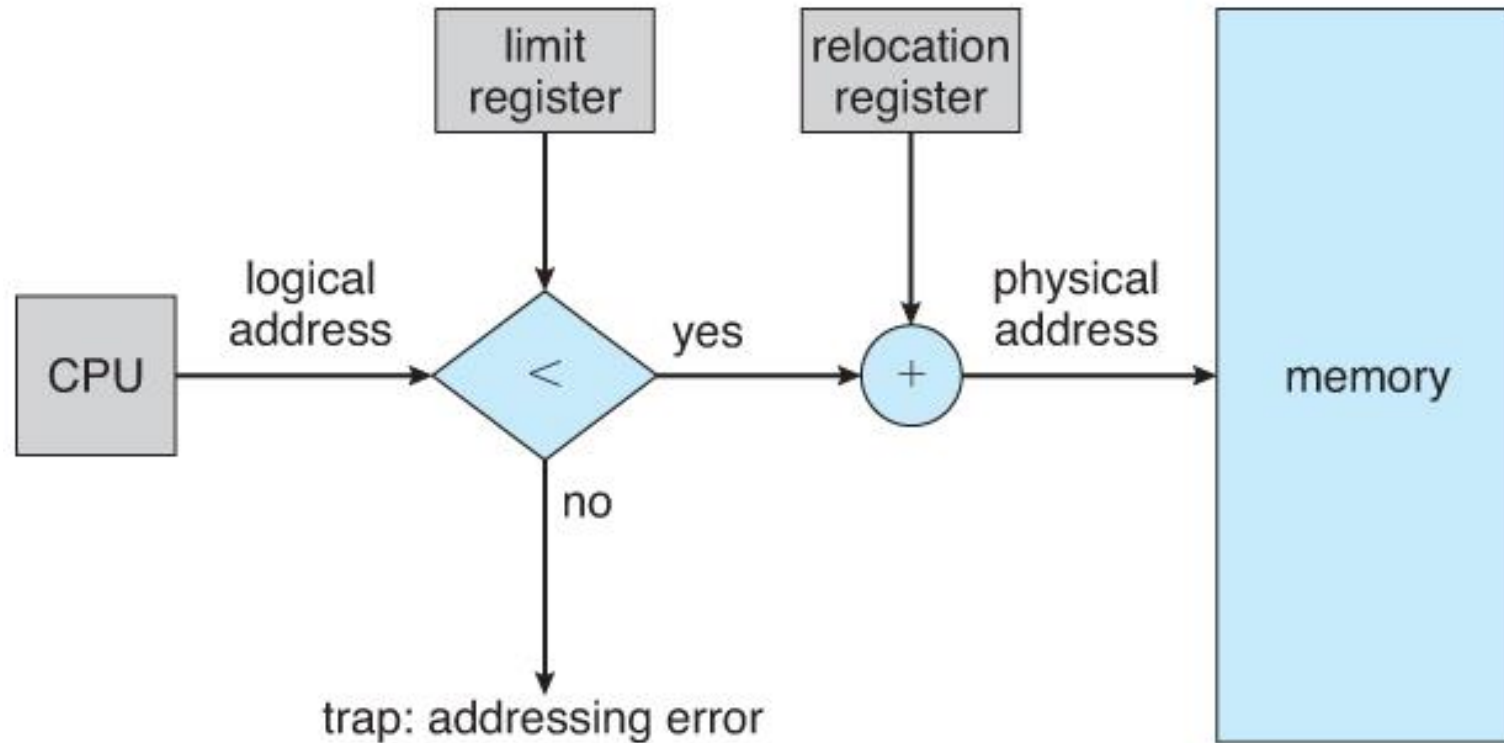 limit
register
relocation
register
logical
address
physical
address
CPU
<
yes
+
memory
no
trap: addressing error